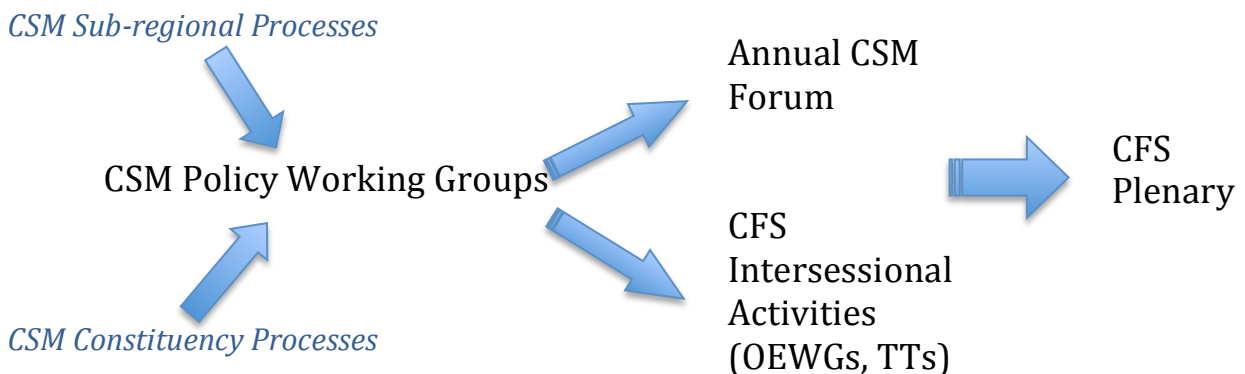 CSM Sub-regional Processes
CSM Policy Working Groups
CSM Constituency Processes
Annual CSM
Forum
CFS
Intersessional
Activities
(OEWGs, TTs)
CFS
Plenary